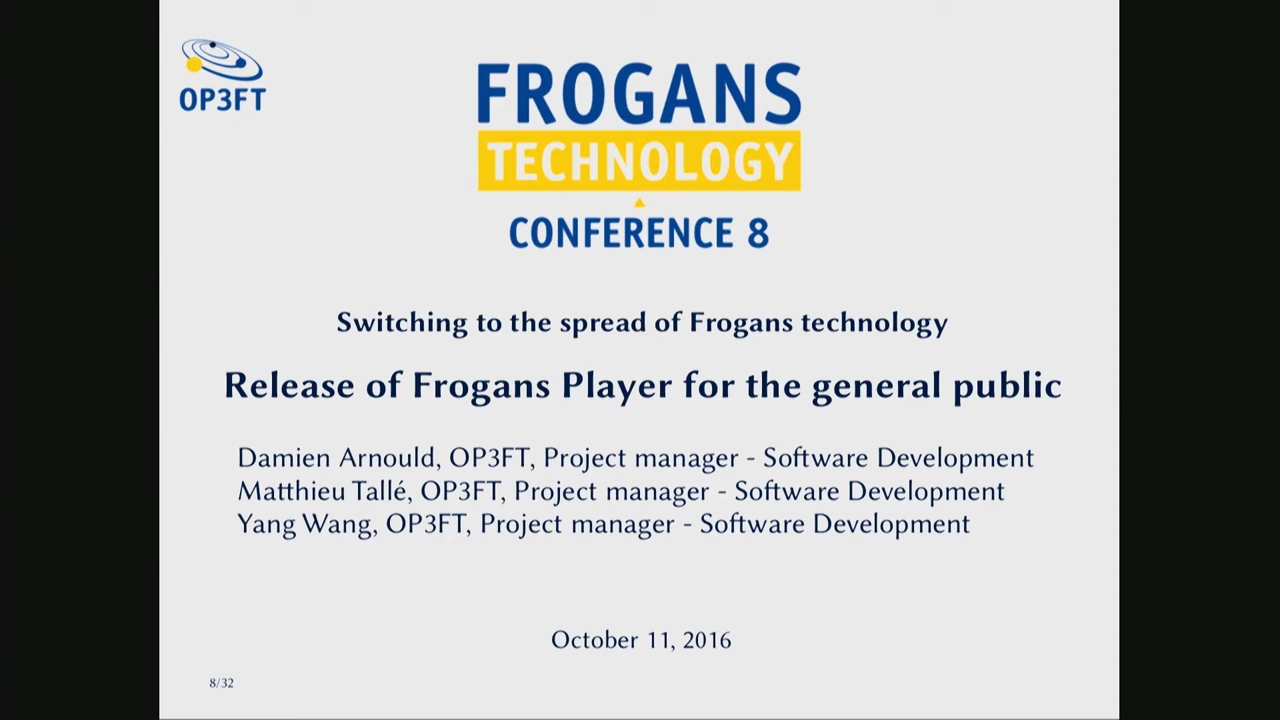 OP3FT
FROGANS
TECHNOLOGY
CONFERENCE 8
Switching to the spread of Frogans technology
Release of Frogans Player for the general public
Damien Arnould, OP3FT, Project manager - Software Development
Matthieu Tallé, OP3FT, Project manager - Software Development
Yang Wang, OP3FT, Project manager - Software Development
October 11, 2016
8/32